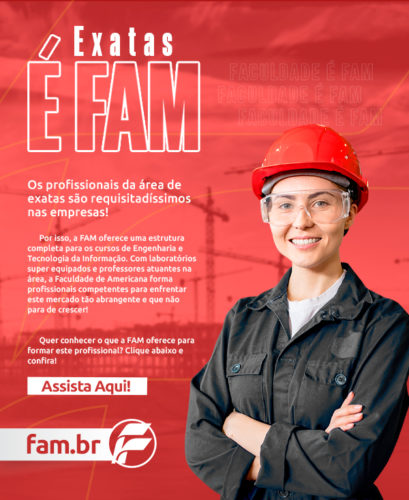 Exatas
É FAM
FACULDADE É FAM
FACULDADE É FAM
FACULDADE É FAM
Os profissionais da área de
exatas são requisitadíssimos
nas empresas!
Por isso, a FAM oferece uma estrutura
completa para os cursos de Engenharia e
Tecnologia da Informação. Com laboratórios
super equipados e professores atuantes na
área, a Faculdade de Americana forma
profissionais competentes para enfrentar
este mercado tão abrangente e que não
para de crescer!
Quer conhecer o que a FAM oferece para
formar este profissional? Clique abaixo e
confira!
Assista Aqui!
fam.br